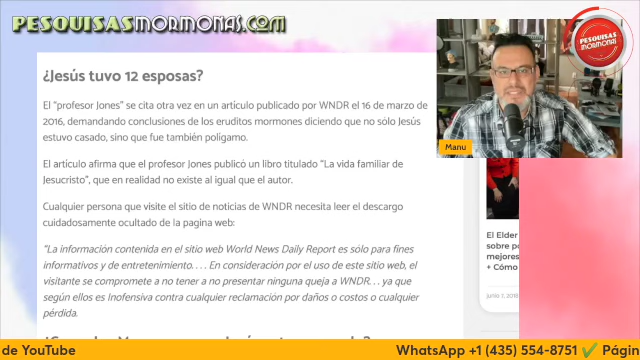 PESQUISASMORMONAS.COM
PESQUISAS
MORMONAS
¿Jesús tuvo 12 esposas?
El "profesor Jones" se cita otra vez en un artículo publicado por WNDR el 16 de marzo de
2016, demandando conclusiones de los eruditos mormones diciendo que no sólo Jesús
estuvo casado, sino que fue también polígamo.
El artículo afirma que el profesor Jones publicó un libro titulado "La vida familiar de
Jesucristo", que en realidad no existe al igual que el autor.
Cualquier persona que visite el sitio de noticias de WNDR necesita leer el descargo
cuidadosamente ocultado de la pagina web:
"La información contenida en el sitio web World News Daily Report es sólo para fines
informativos y de entretenimiento. . . . En consideración por el uso de este sitio web, el
visitante se compromete a no tener a no presentar ninguna queja a WNDR. . . ya que
según ellos es Inofensiva contra cualquier reclamación por daños o costos o cualquier
pérdida.
Manu
El Elder
sobre po
mejores
+ Cómo
julio 7, 2018
de YouTube
WhatsApp +1 (435) 554-8751 ✅ Págin